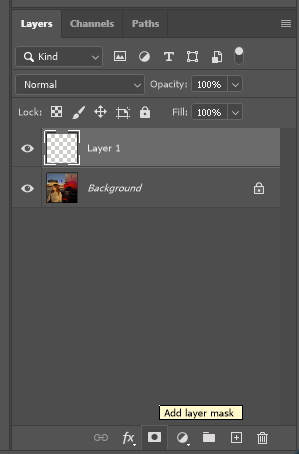 Layers Channels Paths
Kind
Normal Opacity: 100%
Lock: Fill: 100%
Layer 1
Background
Add layer mask
fx